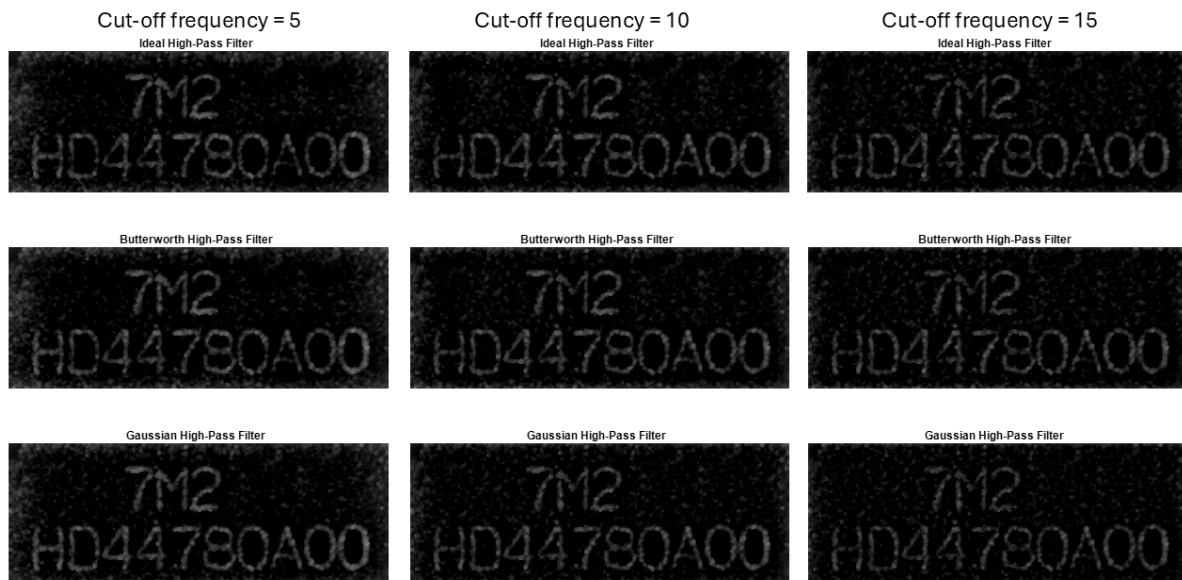 Cut-off frequency = 5
Cut-off frequency = 10
Cut-off frequency = 15
Ideal High-Pass Filter
Ideal High-Pass Filter
Ideal High-Pass Filter
7M2
HD44780A00
7M2
HD44780A00
7M2
HD44780A00
Butterworth High-Pass Filter
Butterworth High-Pass Filter
Butterworth High-Pass Filter
7M2
HD44780A00
7M2
HD44780A00
7M2
HD44780A00
Gaussian High-Pass Filter
Gaussian High-Pass Filter
Gaussian High-Pass Filter
7M2
HD44780A00
7M2
HD44780A00
7M2
HD44780A00